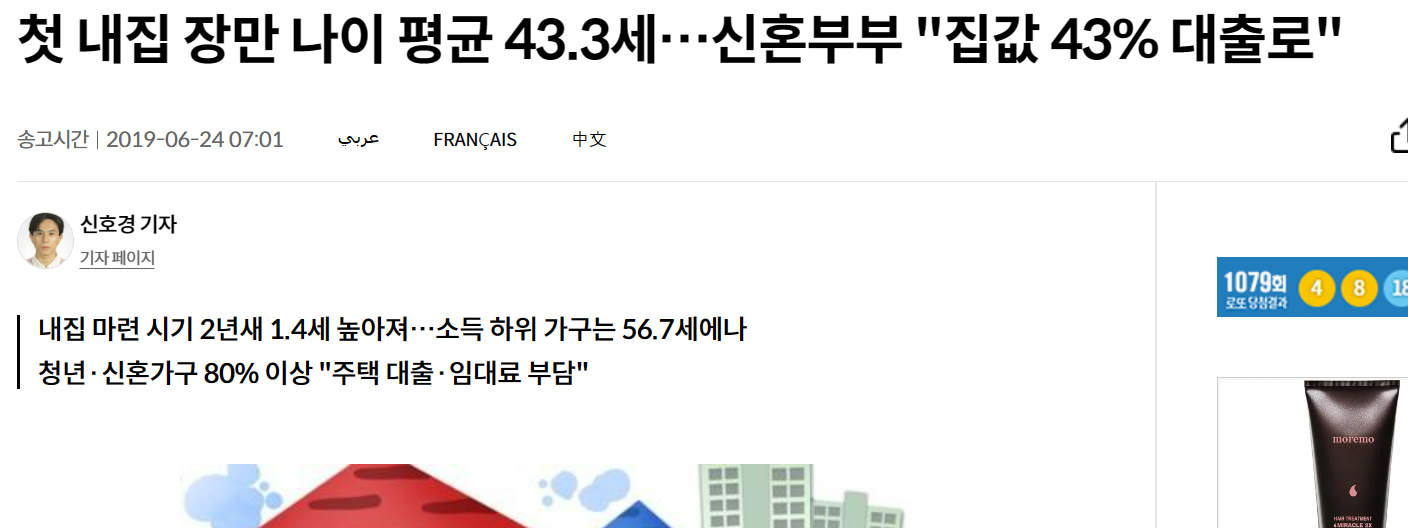 첫 내집 장만 나이 평균 43.3세…신혼부부 "집값 43% 대출로"
송고시간 | 2019-06-24 07:01 عربي FRANÇAIS 中文
신호경 기자
기자 페이지
내집 마련 시기 2년새 1.4세 높아져…소득 하위 가구는 56.7세에나
청년·신혼가구 80% 이상 "주택 대출·임대료 부담"
1079회 4 8 18
로또 당첨결과
moremo
HAIR TREATMENT
MIRACLE 2X